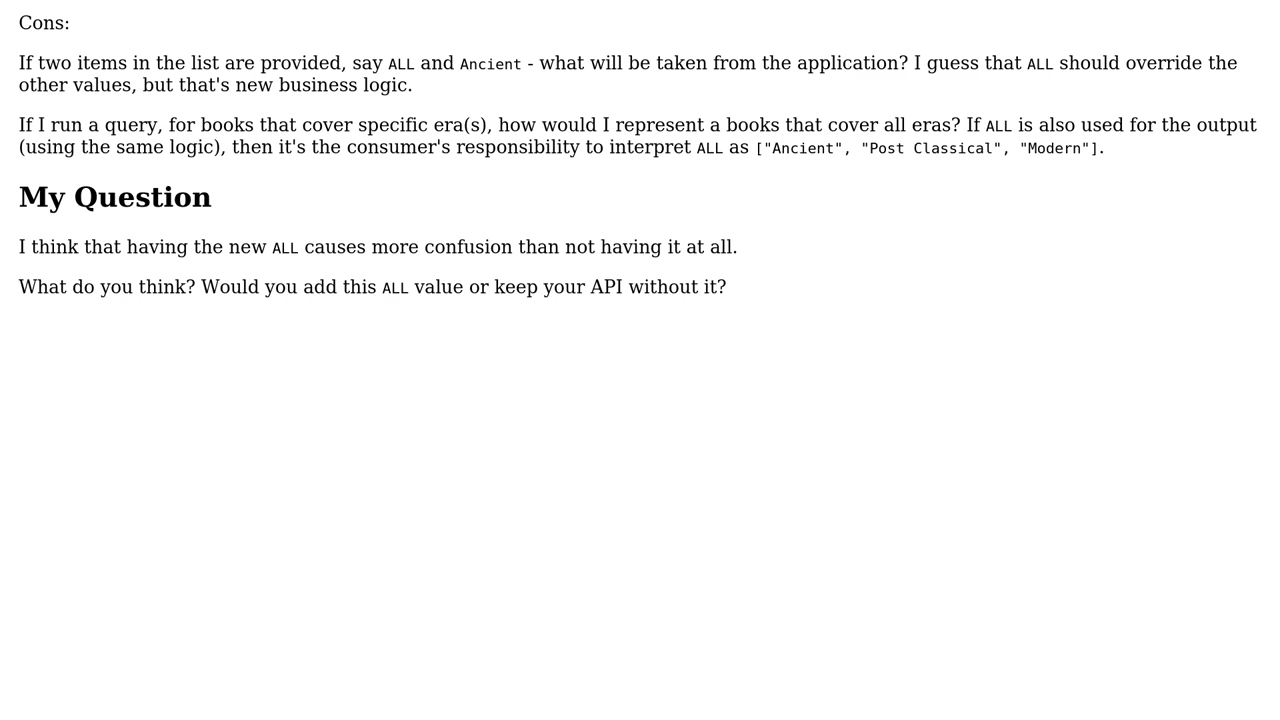 Cons:
If two items in the list are provided, say ALL and Ancient - what will be taken from the application? I guess that ALL should override the
other values, but that's new business logic.
If I run a query, for books that cover specific era(s), how would I represent a books that cover all eras? If ALL is also used for the output
(using the same logic), then it's the consumer's responsibility to interpret ALL as ["Ancient", "Post Classical", "Modern"].
My Question
I think that having the new ALL causes more confusion than not having it at all.
What do you think? Would you add this ALL value or keep your API without it?